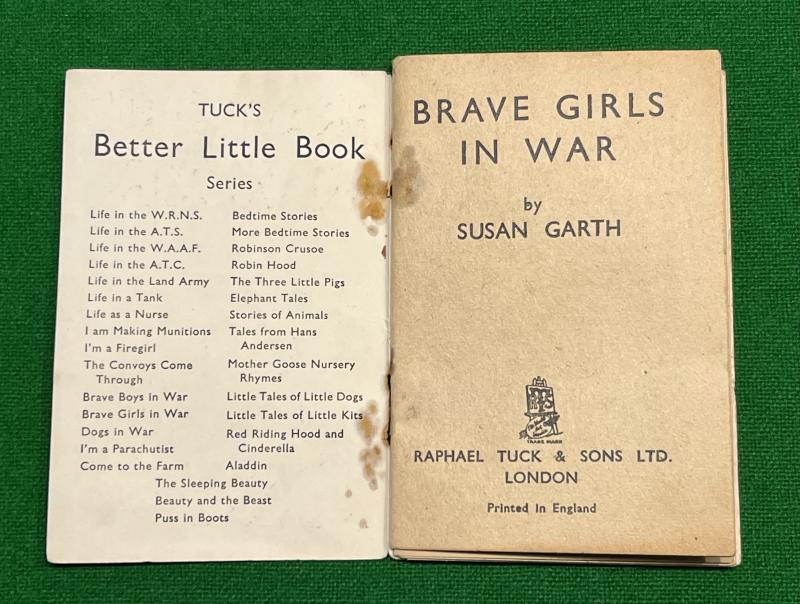 TUCK'S
Better Little Book
Series
Life in the W.R.N.S.
Life in the A.T.S.
Life in the W.A.A.F.
Life in the A.T.C.
Life in the Land Army
Life in a Tank
Life as a Nurse
I am Making Munitions
I'm a Firegirl
The Convoys Come
Through
Brave Boys in War
Brave Girls in War
Dogs in War
I'm a Parachutist
Come to the Farm
Bedtime Stories
More Bedtime Stories
Robinson Crusoe
Robin Hood
The Three Little Pigs
Elephant Tales
Stories of Animals
Tales from Hans
Andersen
Mother Goose Nursery
Rhymes
Little Tales of Little Dogs
Little Tales of Little Kits
Red Riding Hood and
Cinderella
Aladdin
The Sleeping Beauty
Beauty and the Beast
Puss in Boots
BRAVE GIRLS
IN WAR
by
SUSAN GARTH
TRADE MARK
RAPHAEL TUCK & SONS LTD.
LONDON
Printed in England